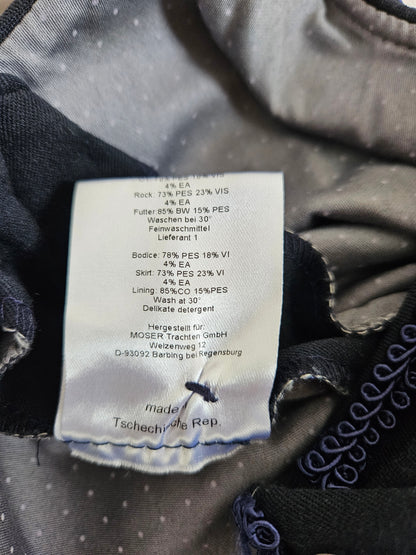 4% EA
Rock: 73% PES 23% VIS
4% EA
Futter:85% BW 15% PES
Waschen bei 30°
Feinwaschmittel
Lieferant 1
Bodice: 78% PES 18% VI
4% EA
Skirt: 73% PES 23% VI
4% EA
Lining: 85%CO 15%PES
Wash at 30°
Delikate detergent
Hergestellt für:
MOSER Trachten GmbH
Weizenweg 12
D-93092 Barbing bei Regensburg
made
Tschechische Rep.